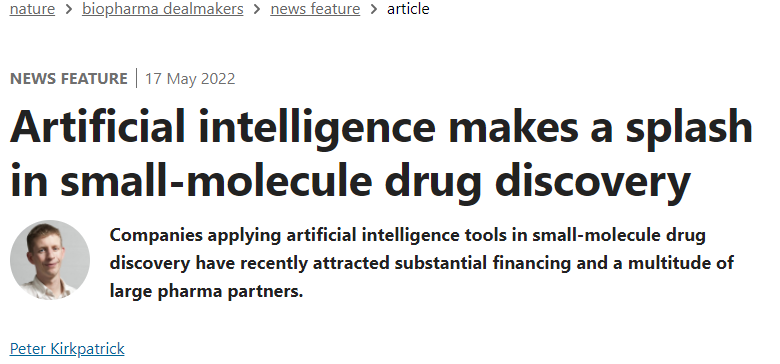 nature > biopharma dealmakers > news feature > article
NEWS FEATURE | 17 May 2022
Artificial intelligence makes a splash
in small-molecule drug discovery
Companies applying artificial intelligence tools in small-molecule drug
discovery have recently attracted substantial financing and a multitude of
large pharma partners.
Peter Kirkpatrick